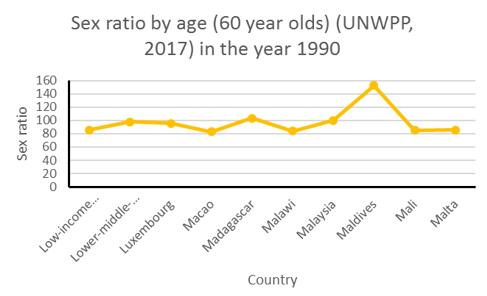 Sex ratio by age (60 year olds) (UNWPP,
2017) in the year 1990
160
140
120
100
80
60
40
20
0
Sex ratio
Low-income...
Lower-middle-...
Luxembourg
Macao
Madagascar
Malawi
Malaysia
Maldives
Mali
Malta
Country